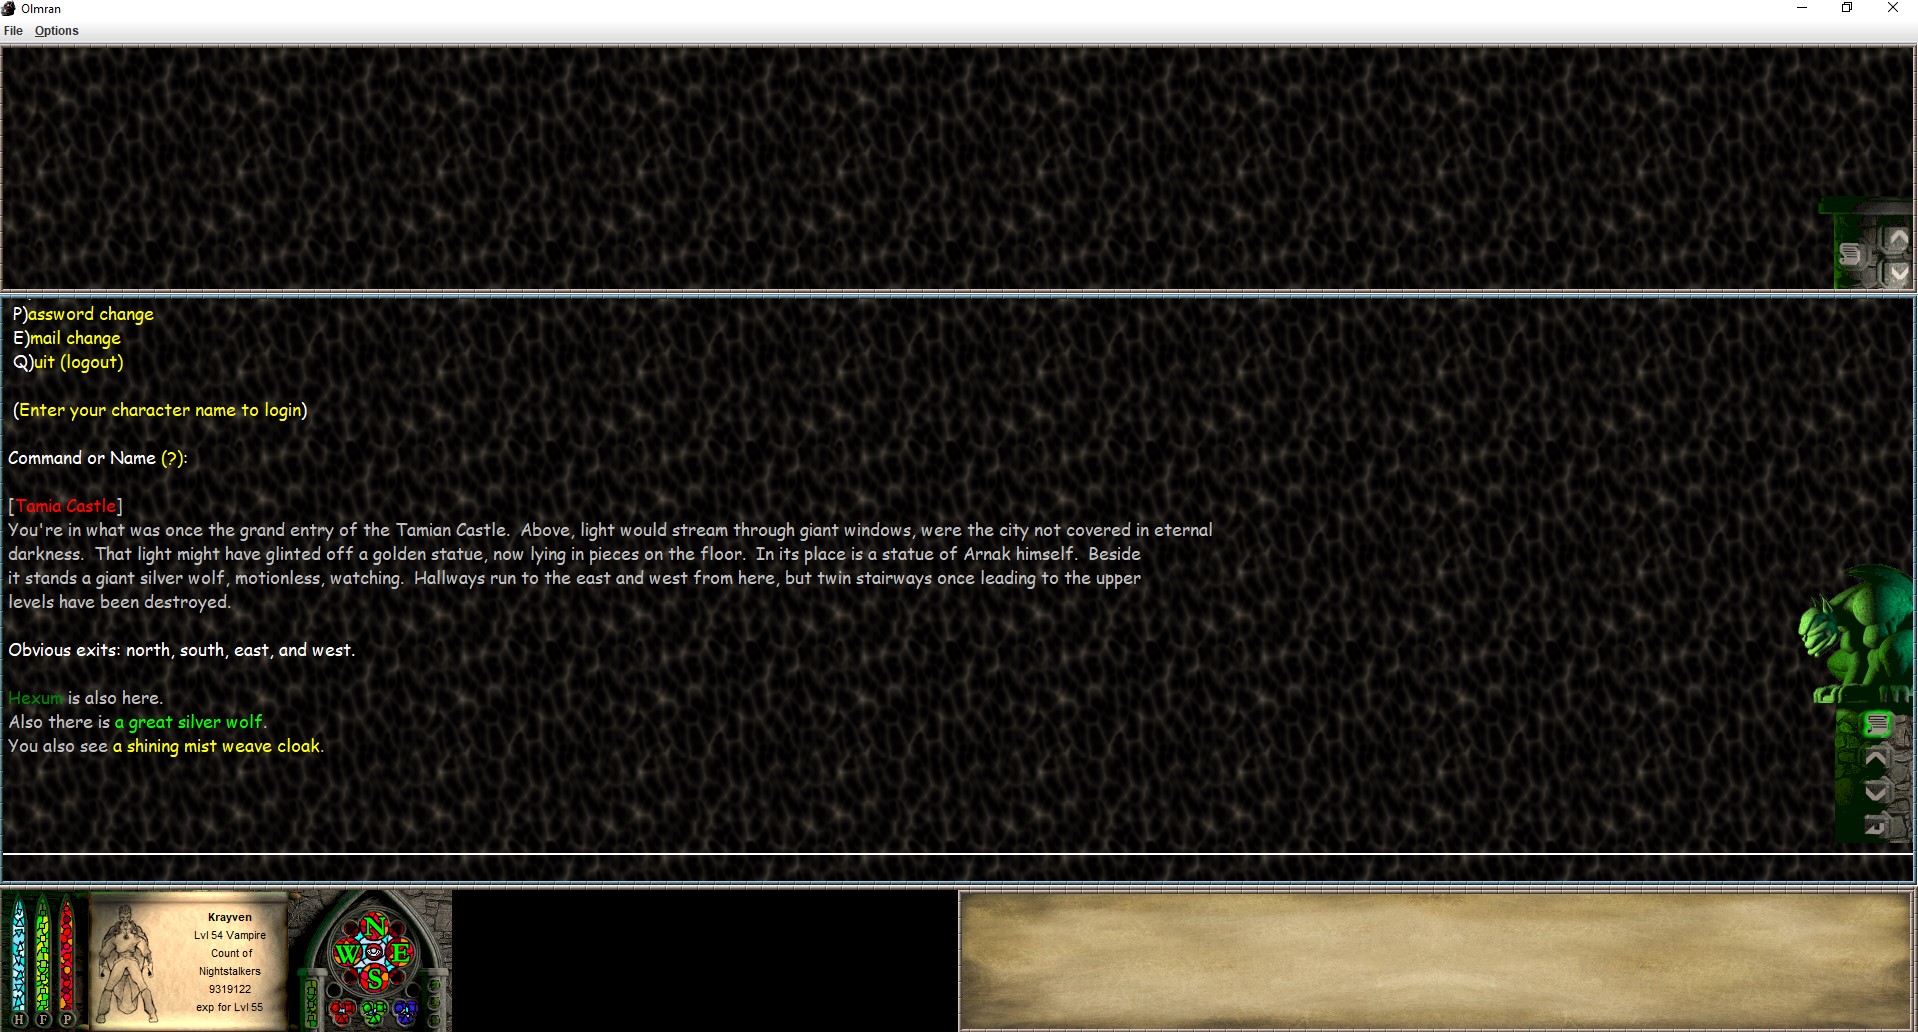 Olmran
File Options
P)assword change
E)mail change
Q)uit (logout)
(Enter your character name to login)
Command or Name (?):
[Tamia Castle]
You're in what was once the grand entry of the Tamian Castle.  Above, light would stream through giant windows, were the city not covered in eternal
darkness.  That light might have glinted off a golden statue, now lying in pieces on the floor.  In its place is a statue of Arnak himself.  Beside
it stands a giant silver wolf, motionless, watching.  Hallways run to the east and west from here, but twin stairways once leading to the upper
levels have been destroyed.
Obvious exits: north, south, east, and west.
Hexum is also here.
Also there is a great silver wolf.
You also see a shining mist weave cloak.
Krayven
Lvl 54 Vampire
Count of
Nightstalkers
9319122
exp for Lvl 55
N
W E
S
H F P